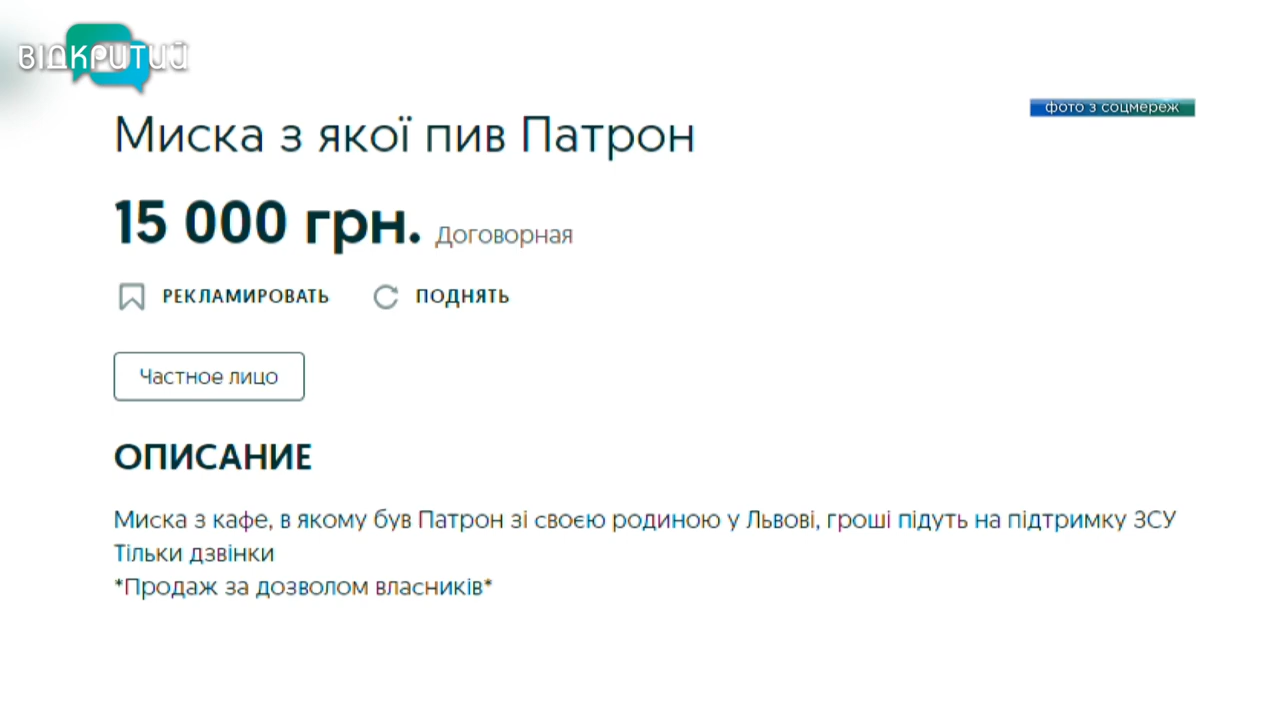 ВІДКРИТИЙ
фото з соцмереж
Миска з якої пив Патрон
15 000 грн. Договорная
РЕКЛАМИРОВАТЬ ПОДНЯТЬ
Частное лицо
ОПИСАНИЕ
Миска з кафе, в якому був Патрон зі своєю родиною у Львові, гроші підуть на підтримку ЗСУ
Тільки дзвінки
*Продаж за дозволом власників*